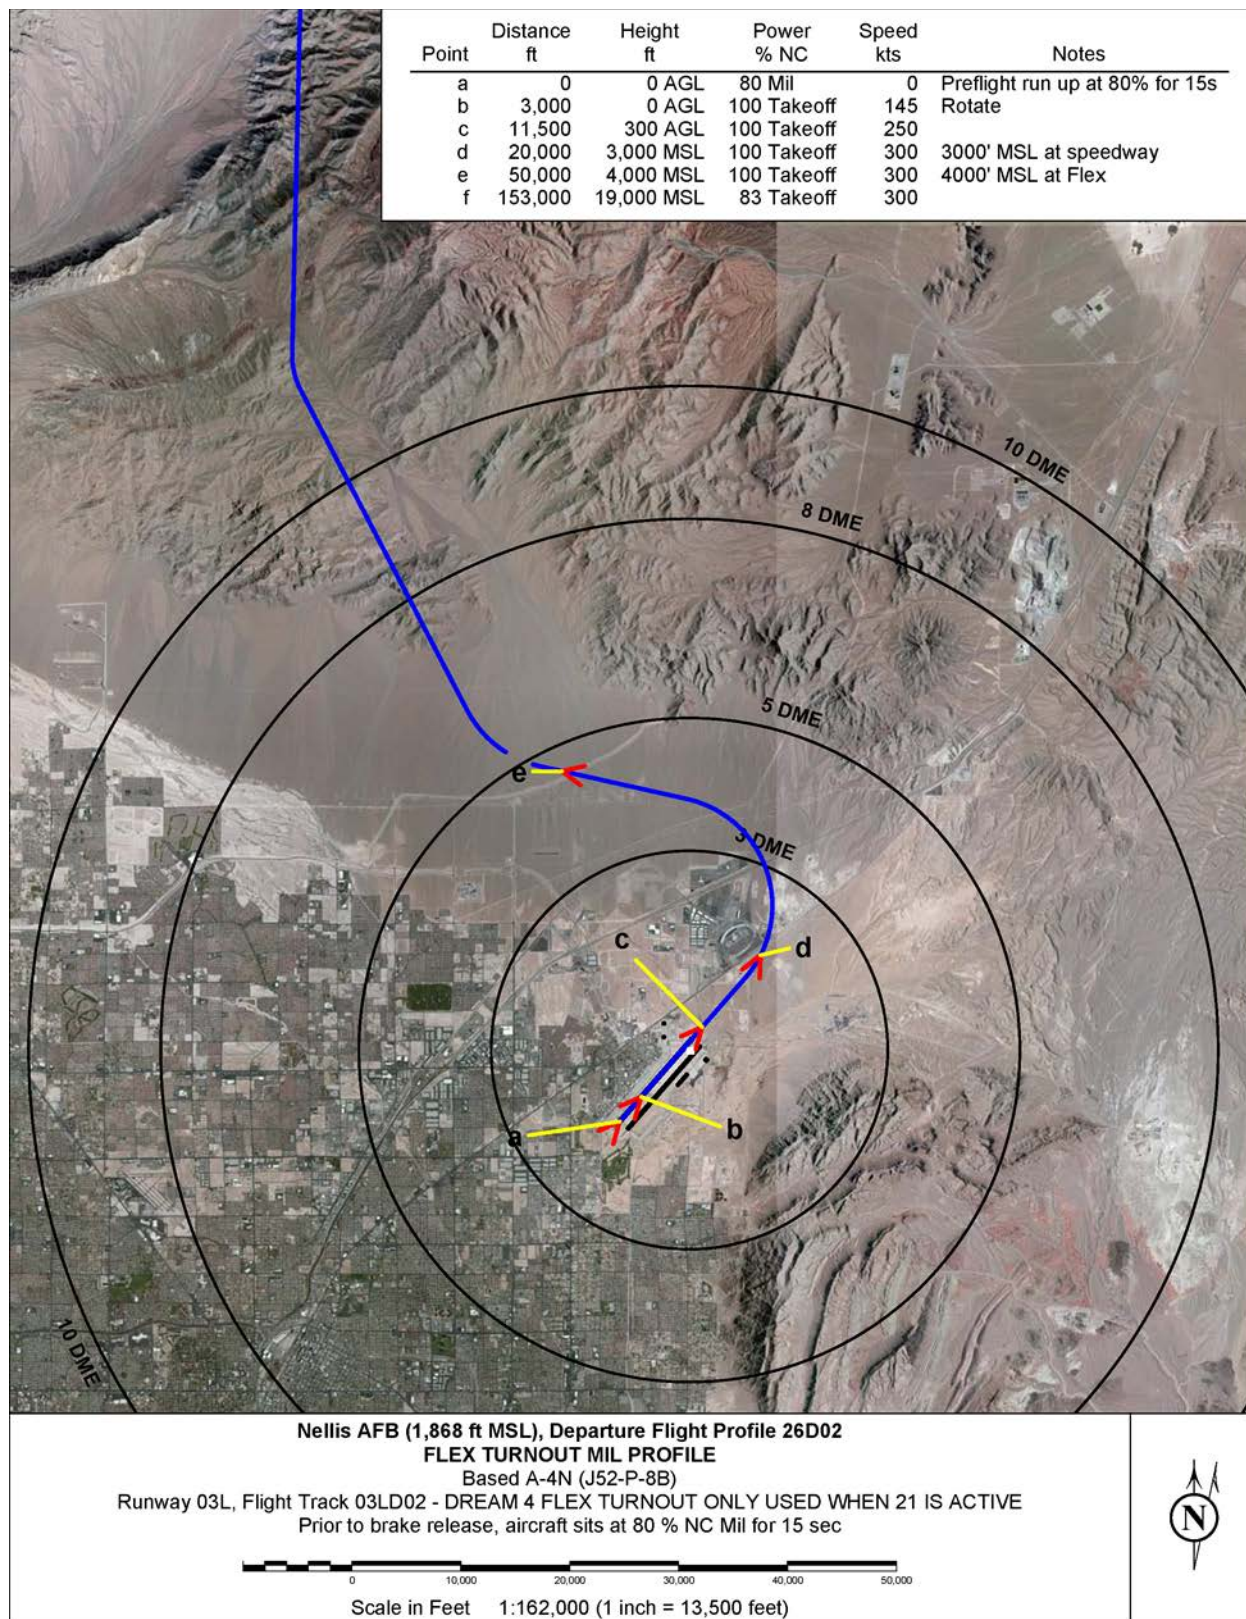 Point Distance ft Height ft Power % NC Speed kts Notes
a 0 0 AGL 80 Mil 0 Preflight run up at 80% for 15s
b 3,000 0 AGL 100 Takeoff 145 Rotate
c 11,500 300 AGL 100 Takeoff 250
d 20,000 3,000 MSL 100 Takeoff 300 3000' MSL at speedway
e 50,000 4,000 MSL 100 Takeoff 300 4000' MSL at Flex
f 153,000 19,000 MSL 83 Takeoff 300
10 DME
8 DME
5 DME
e
3 DME
c
d
a
b
10 DME
Nellis AFB (1,868 ft MSL), Departure Flight Profile 26D02
FLEX TURNOUT MIL PROFILE
Based A-4N (J52-P-8B)
Runway 03L, Flight Track 03LD02 - DREAM 4 FLEX TURNOUT ONLY USED WHEN 21 IS ACTIVE
Prior to brake release, aircraft sits at 80 % NC Mil for 15 sec
0 10,000 20,000 30,000 40,000 50,000
Scale in Feet 1:162,000 (1 inch = 13,500 feet)
N